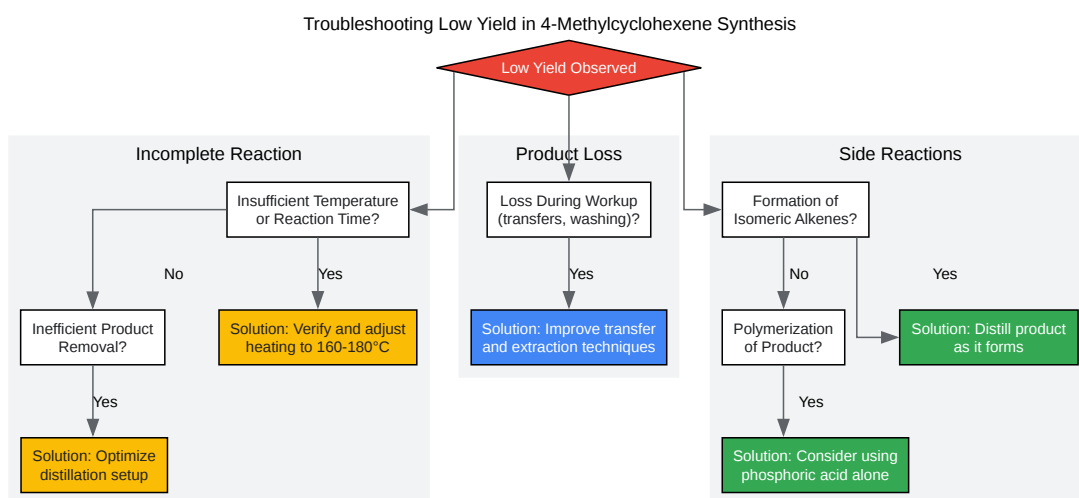 Troubleshooting Low Yield in 4-Methylcyclohexene Synthesis
Low Yield Observed
Incomplete Reaction
Insufficient Temperature
or Reaction Time?
No
Yes
Inefficient Product
Removal?
Solution: Verify and adjust
heating to 160-180°C
Yes
Solution: Optimize
distillation setup
Product Loss
Loss During Workup
(transfers, washing)?
Yes
Solution: Improve transfer
and extraction techniques
Side Reactions
Formation of
Isomeric Alkenes?
No
Yes
Polymerization
of Product?
Solution: Distill product
as it forms
Yes
Solution: Consider using
phosphoric acid alone